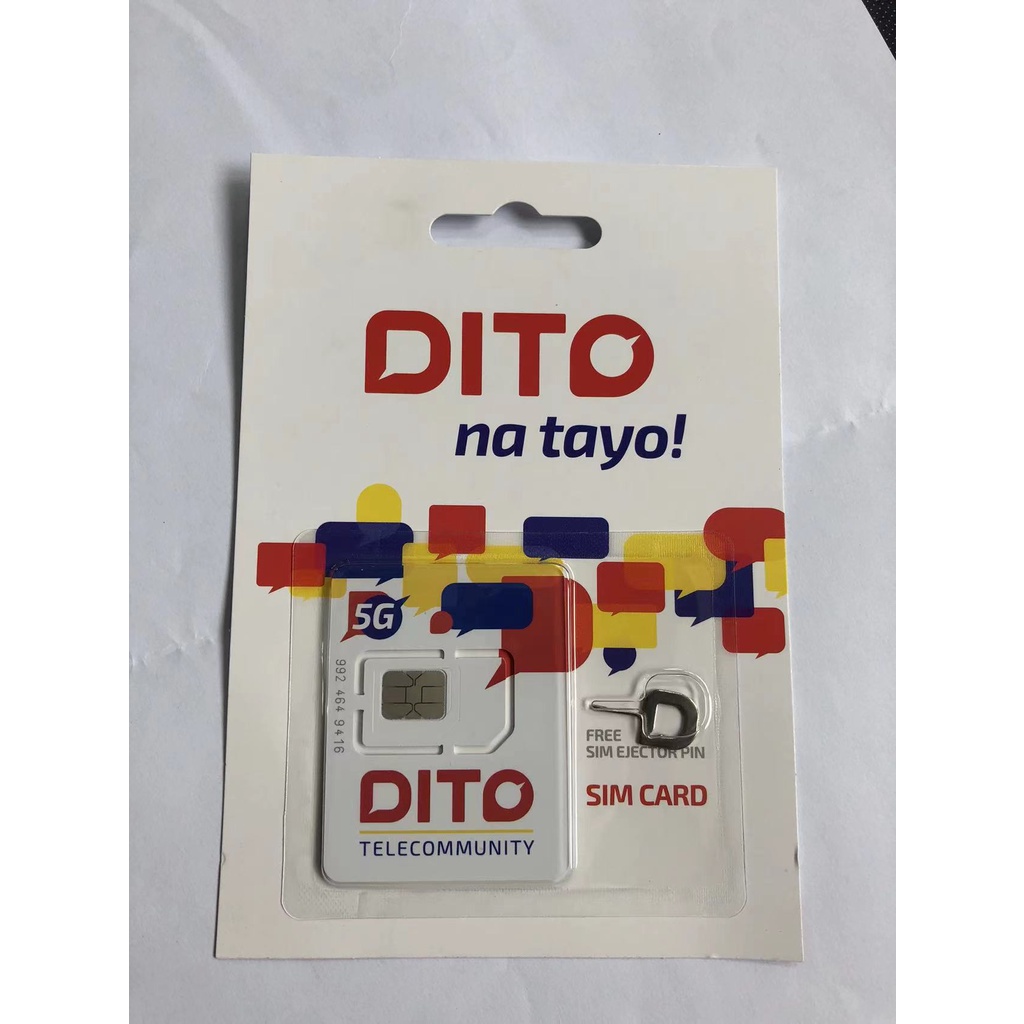 DITO
na tayo!
5G
992 464 9416
DITO
TELECOMMUNITY
FREE
SIM EJECTOR PIN
SIM CARD